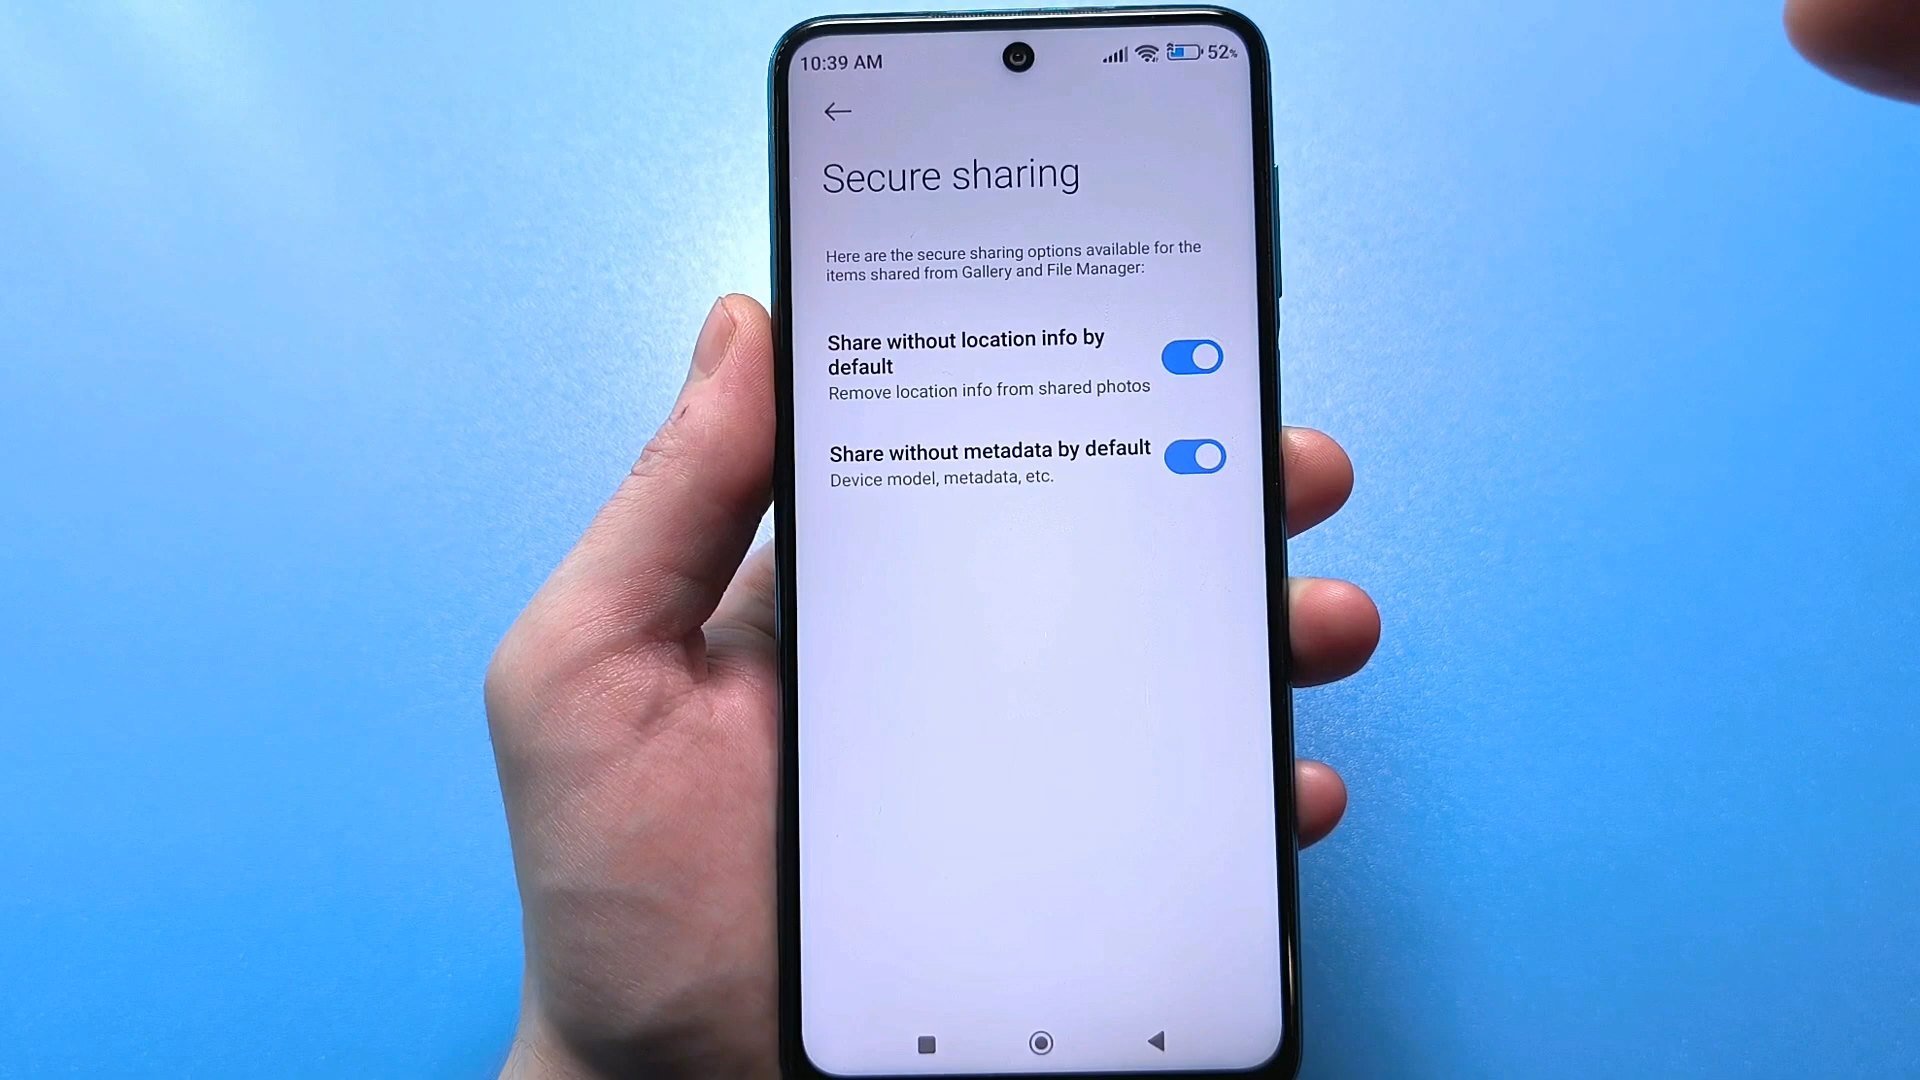 10:39 AM
52%
Secure sharing
Here are the secure sharing options available for the
items shared from Gallery and File Manager:
Share without location info by
default
Remove location info from shared photos
Share without metadata by default
Device model, metadata, etc.